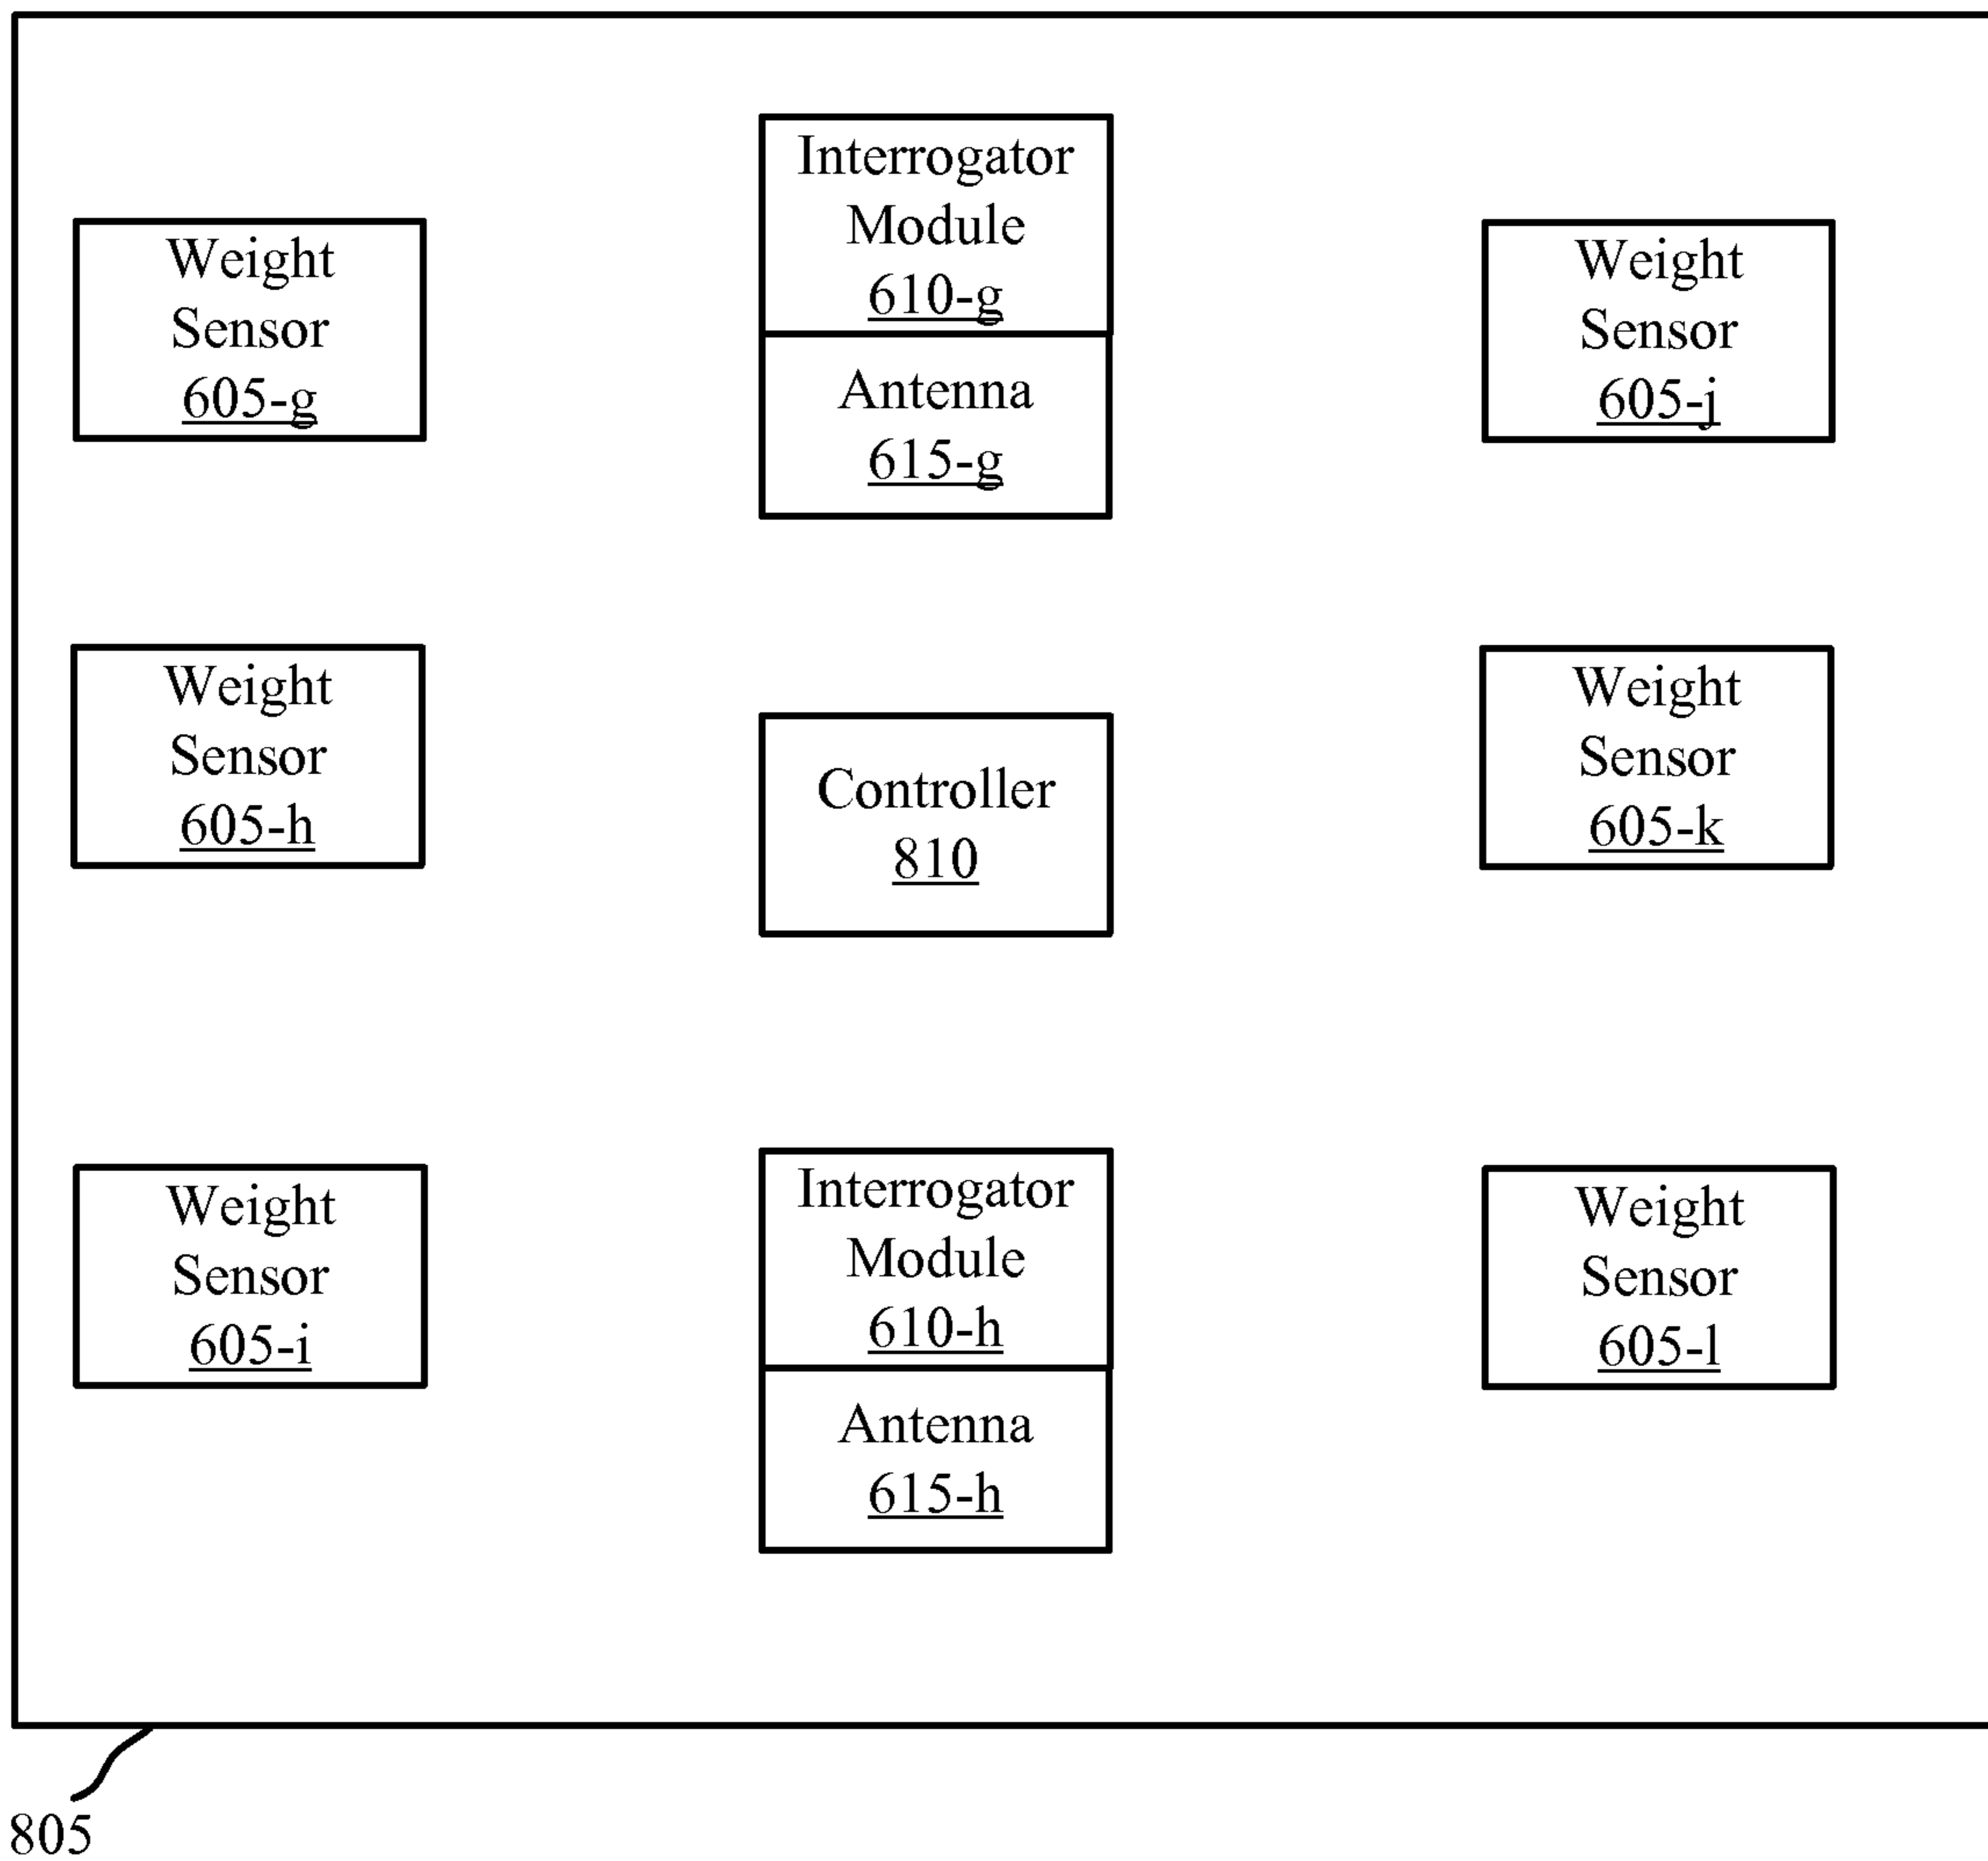 Weight
Sensor
605-g
Interrogator
Module
610-g
Antenna
615-g
Weight
Sensor
605-j
Weight
Sensor
605-h
Controller
810
Weight
Sensor
605-k
Weight
Sensor
605-i
Interrogator
Module
610-h
Antenna
615-h
Weight
Sensor
605-l
805